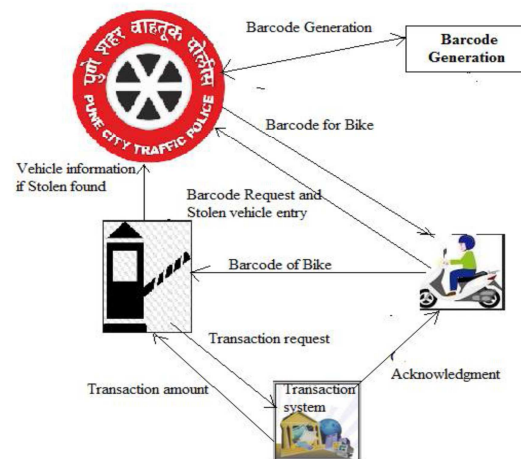 पुणे शहर वाहतूक पोलीस
PUNE CITY TRAFFIC POLICE
Barcode Generation
Barcode
Generation
Barcode for Bike
Vehicle information
if Stolen found
Barcode Request and
Stolen vehicle entry
Barcode of Bike
Transaction request
Transaction amount
Transaction
system
Acknowledgment